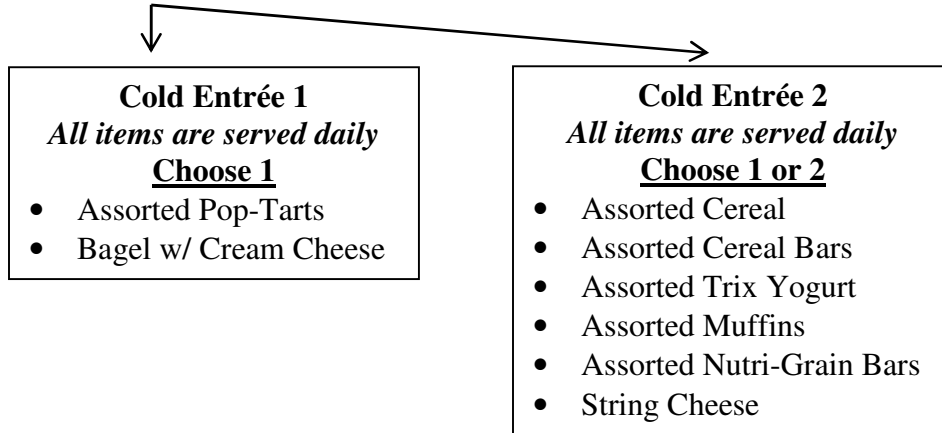 Cold Entrée 1
All items are served daily
Choose 1
• Assorted Pop-Tarts
• Bagel w/ Cream Cheese
Cold Entrée 2
All items are served daily
Choose 1 or 2
• Assorted Cereal
• Assorted Cereal Bars
• Assorted Trix Yogurt
• Assorted Muffins
• Assorted Nutri-Grain Bars
• String Cheese